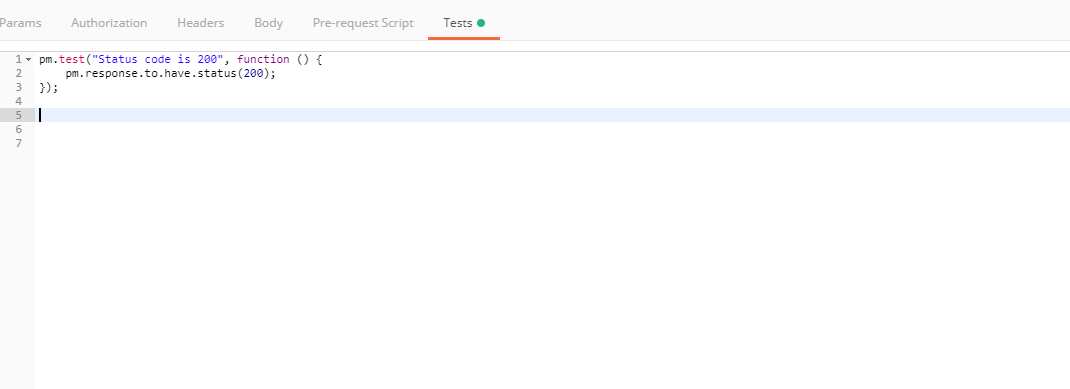 Params Authorization Headers Body Pre-request Script Tests
1 pm.test("Status code is 200", function () {
2     pm.response.to.have.status(200);
3 });
4
5
6
7